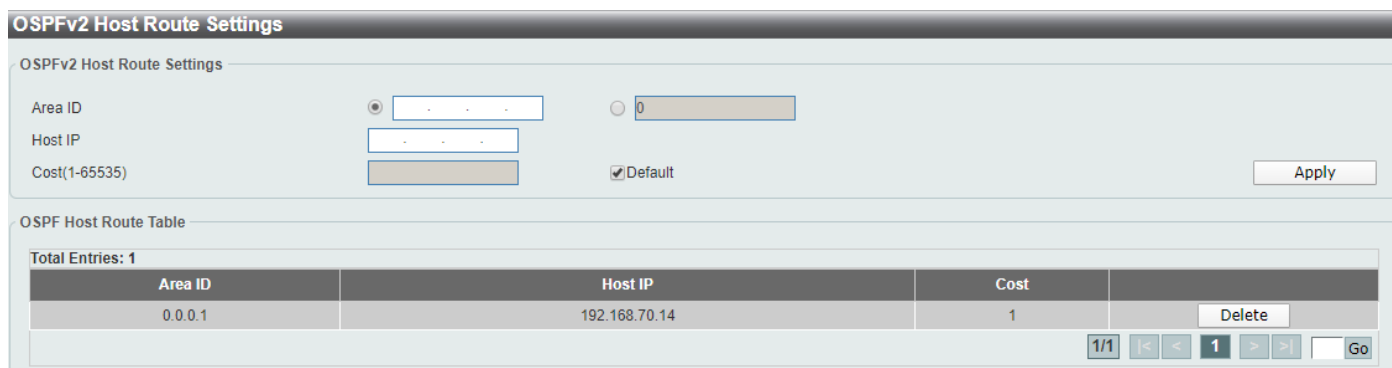 OSPFv2 Host Route Settings
OSPFv2 Host Route Settings
Area ID . . . 0
Host IP . . .
Cost(1-65535) Default Apply
OSPF Host Route Table
Total Entries: 1
Area ID Host IP Cost
0.0.0.1 192.168.70.14 1 Delete
1/1 |< < 1 > >| Go